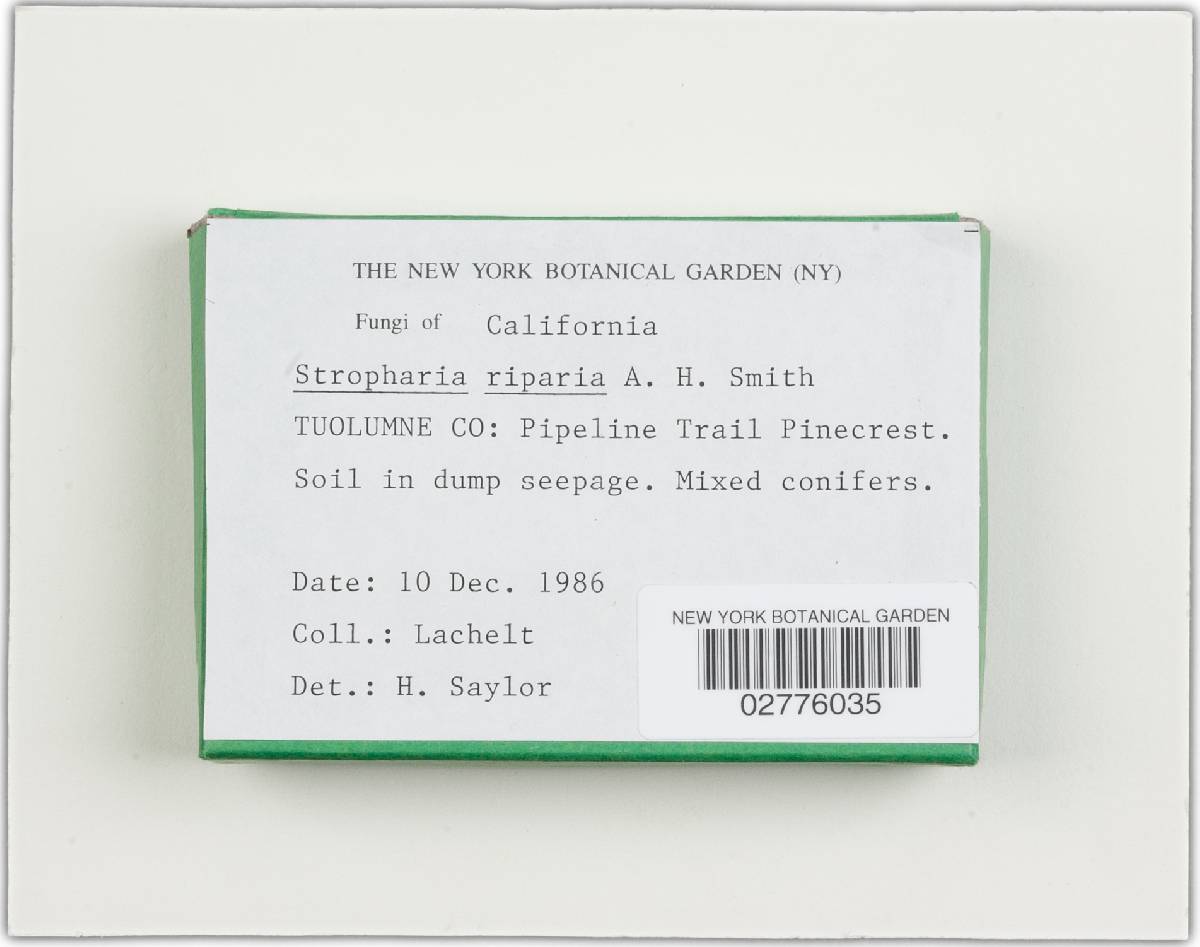 THE NEW YORK BOTANICAL GARDEN (NY)
Fungi of California
Stropharia riparia A. H. Smith
TUOLUMNE CO: Pipeline Trail Pinecrest.
Soil in dump seepage. Mixed conifers.
Date: 10 Dec. 1986
Coll.: Lachelt
Det.: H. Saylor
NEW YORK BOTANICAL GARDEN
02776035